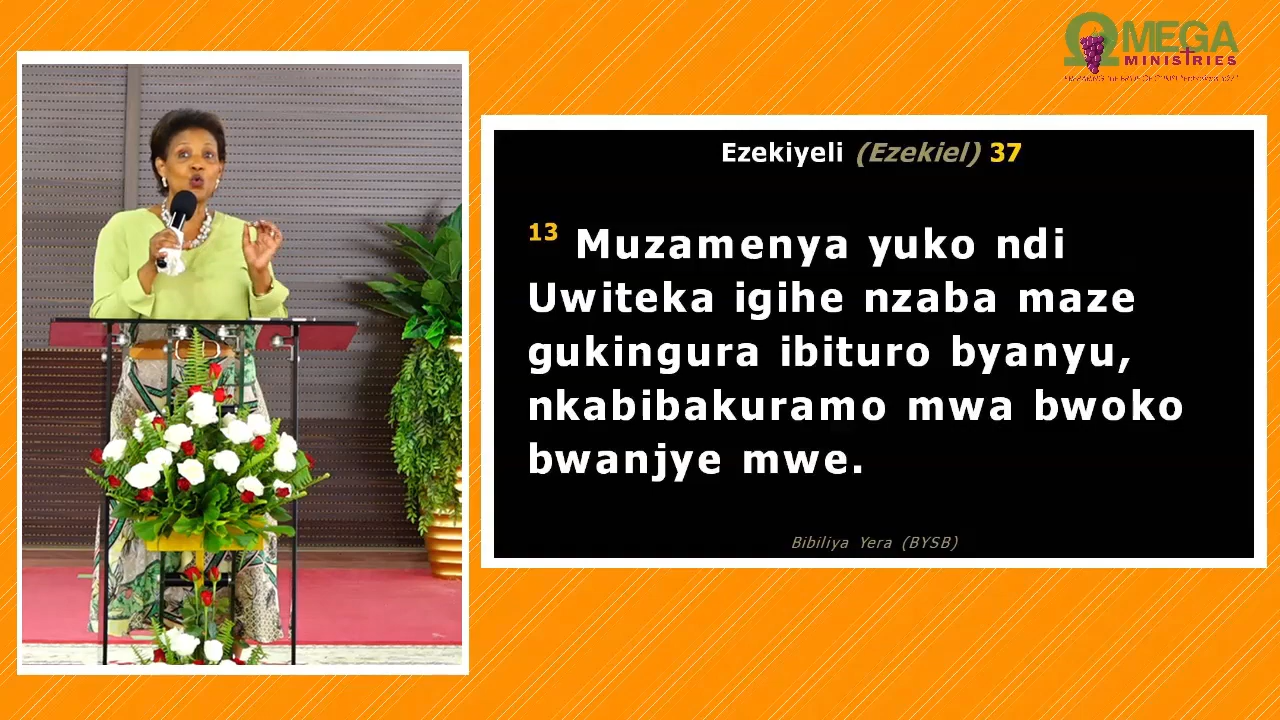 ΩMEGA
MINISTRIES
Ezekiyeli (Ezekiel) 37
13 Muzamenya yuko ndi
Uwiteka igihe nzaba maze
gukingura ibituro byanyu,
nkabibakuramo mwa bwoko
bwanjye mwe.
Bibiliya Yera (BYSB)